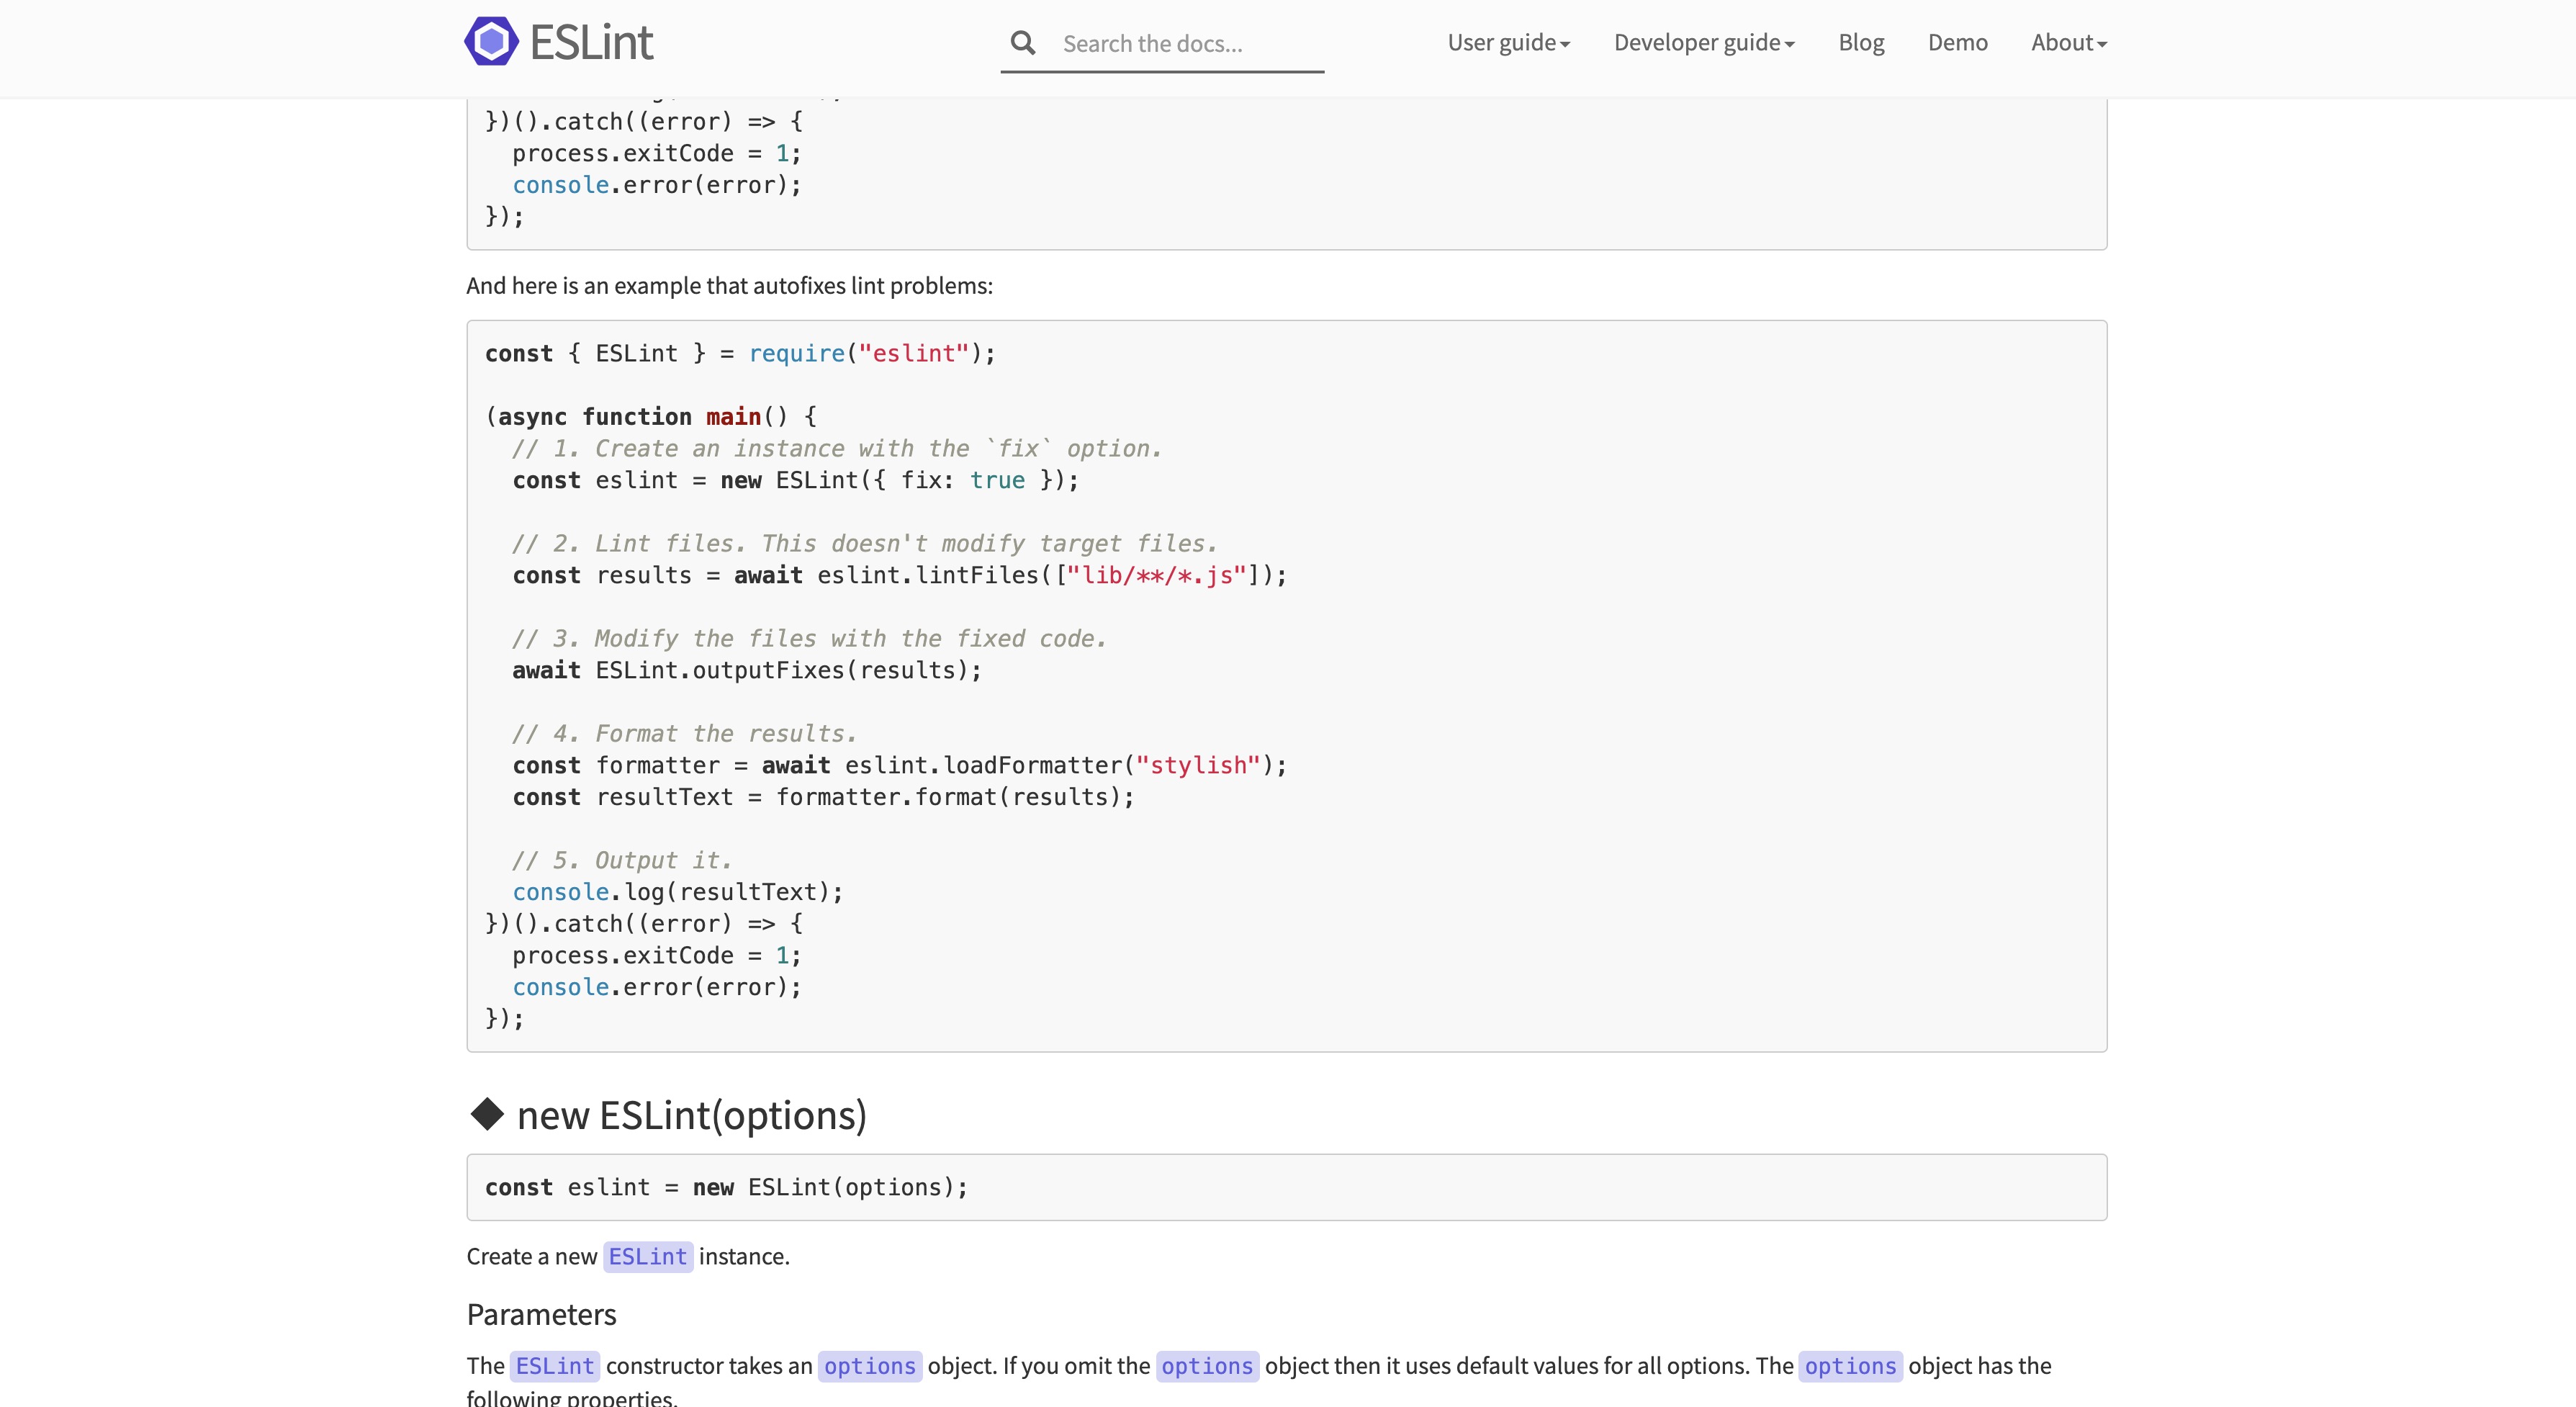 ESLint
Search the docs...
User guide
Developer guide
Blog
Demo
About
})().catch((error) => {
  process.exitCode = 1;
  console.error(error);
});
And here is an example that autofixes lint problems:
const { ESLint } = require("eslint");
(async function main() {
  // 1. Create an instance with the `fix` option.
  const eslint = new ESLint({ fix: true });
  // 2. Lint files. This doesn't modify target files.
  const results = await eslint.lintFiles(["lib/**/*.js"]);
  // 3. Modify the files with the fixed code.
  await ESLint.outputFixes(results);
  // 4. Format the results.
  const formatter = await eslint.loadFormatter("stylish");
  const resultText = formatter.format(results);
  // 5. Output it.
  console.log(resultText);
})().catch((error) => {
  process.exitCode = 1;
  console.error(error);
});
◆ new ESLint(options)
const eslint = new ESLint(options);
Create a new ESLint instance.
Parameters
The ESLint constructor takes an options object. If you omit the options object then it uses default values for all options. The options object has the
following properties.